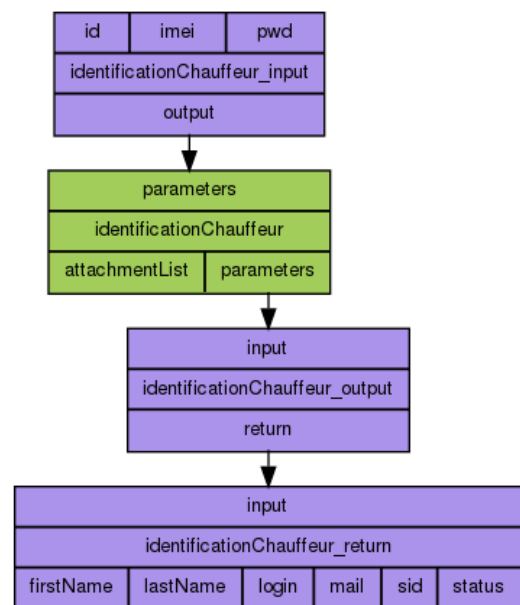 id imei pwd
identificationChauffeur_input
output
parameters
identificationChauffeur
attachmentList parameters
input
identificationChauffeur_output
return
input
identificationChauffeur_return
firstName lastName login mail sid status